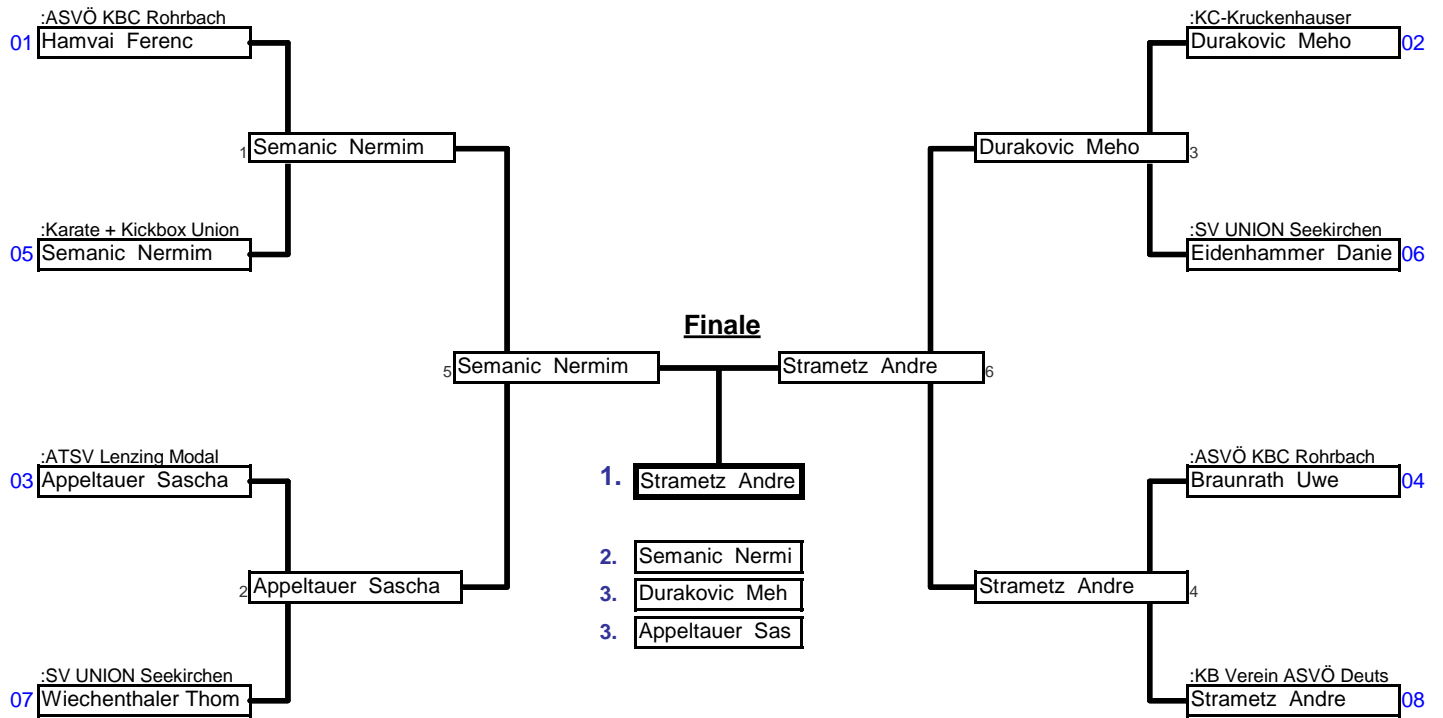 :ASVÖ KBC Rohrbach
01 Hamvai Ferenc
:KC-Kruckenhauser
Durakovic Meho 02
1 Semanic Nermim
Durakovic Meho 3
:Karate + Kickbox Union
05 Semanic Nermim
:SV UNION Seekirchen
Eidenhammer Danie 06
Finale
5 Semanic Nermim
Strametz Andre 6
:ATSV Lenzing Modal
03 Appeltauer Sascha
1. Strametz Andre
:ASVÖ KBC Rohrbach
Braunrath Uwe 04
2. Semanic Nermi
3. Durakovic Meh
3. Appeltauer Sas
2 Appeltauer Sascha
Strametz Andre 4
:SV UNION Seekirchen
07 Wiechenthaler Thom
:KB Verein ASVÖ Deuts
Strametz Andre 08